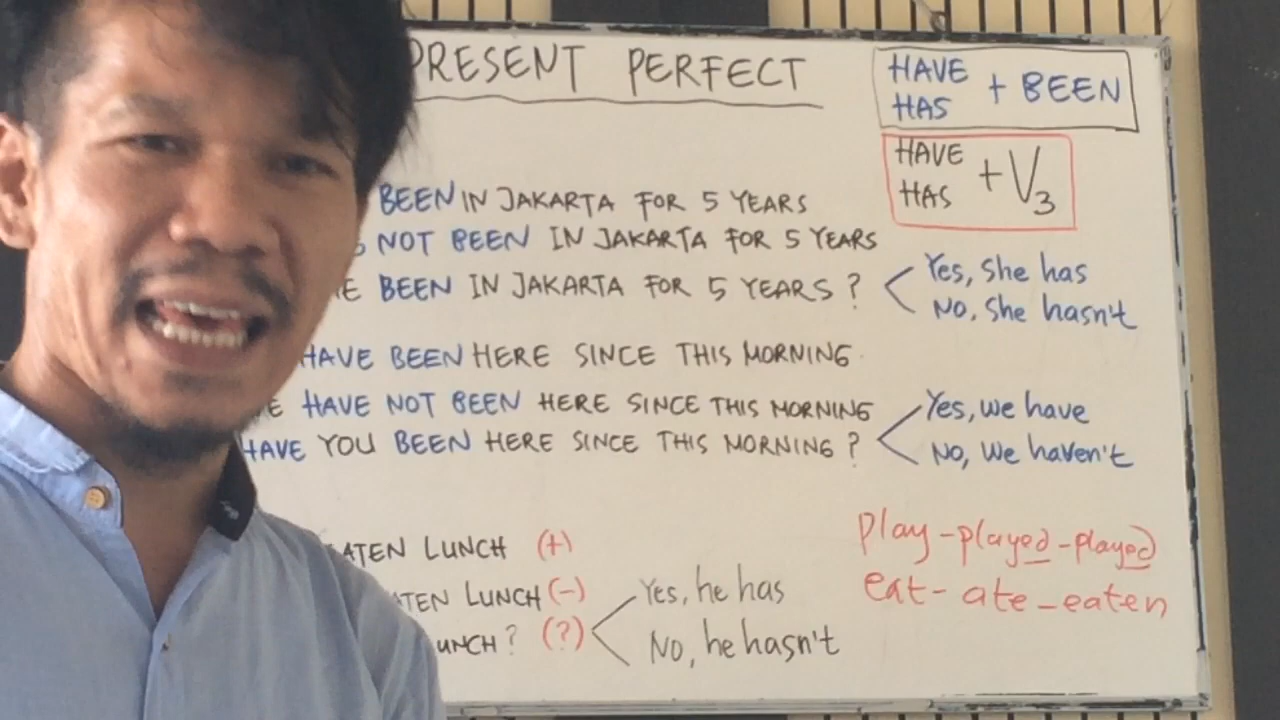 PRESENT PERFECT
HAVE
HAS + BEEN
HAVE
HAS + V3
BEEN IN JAKARTA FOR 5 YEARS
NOT BEEN IN JAKARTA FOR 5 YEARS
BEEN IN JAKARTA FOR 5 YEARS ?
Yes, She has
No, She hasn't
HAVE BEEN HERE SINCE THIS MORNING
HAVE NOT BEEN HERE SINCE THIS MORNING
HAVE YOU BEEN HERE SINCE THIS MORNING ?
Yes, we have
No, We haven't
LUNCH (+)
LUNCH (-)
? (?)
Yes, he has
No, he hasn't
play - played - played
eat - ate - eaten